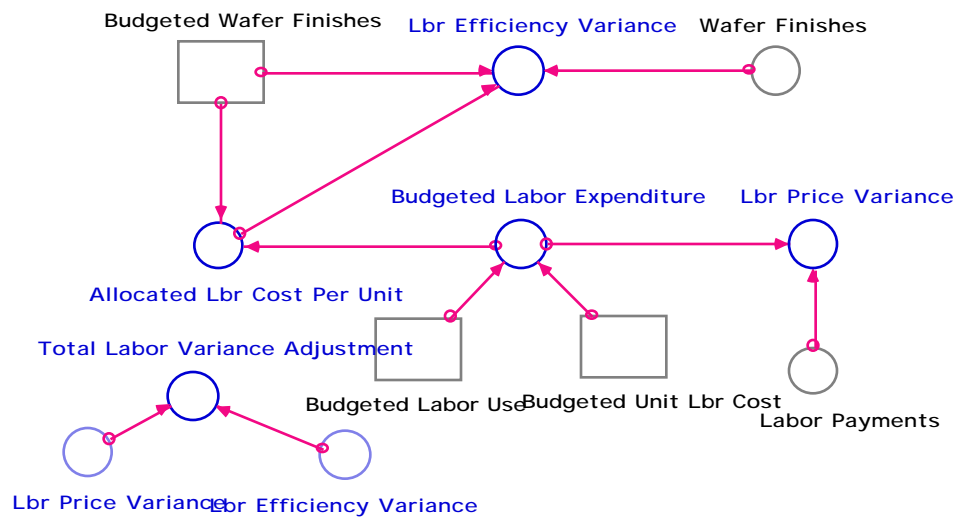 Budgeted Wafer Finishes
Lbr Efficiency Variance
Wafer Finishes
Budgeted Labor Expenditure
Lbr Price Variance
Allocated Lbr Cost Per Unit
Total Labor Variance Adjustment
Budgeted Labor Use
Budgeted Unit Lbr Cost
Labor Payments
Lbr Price Variance
Lbr Efficiency Variance